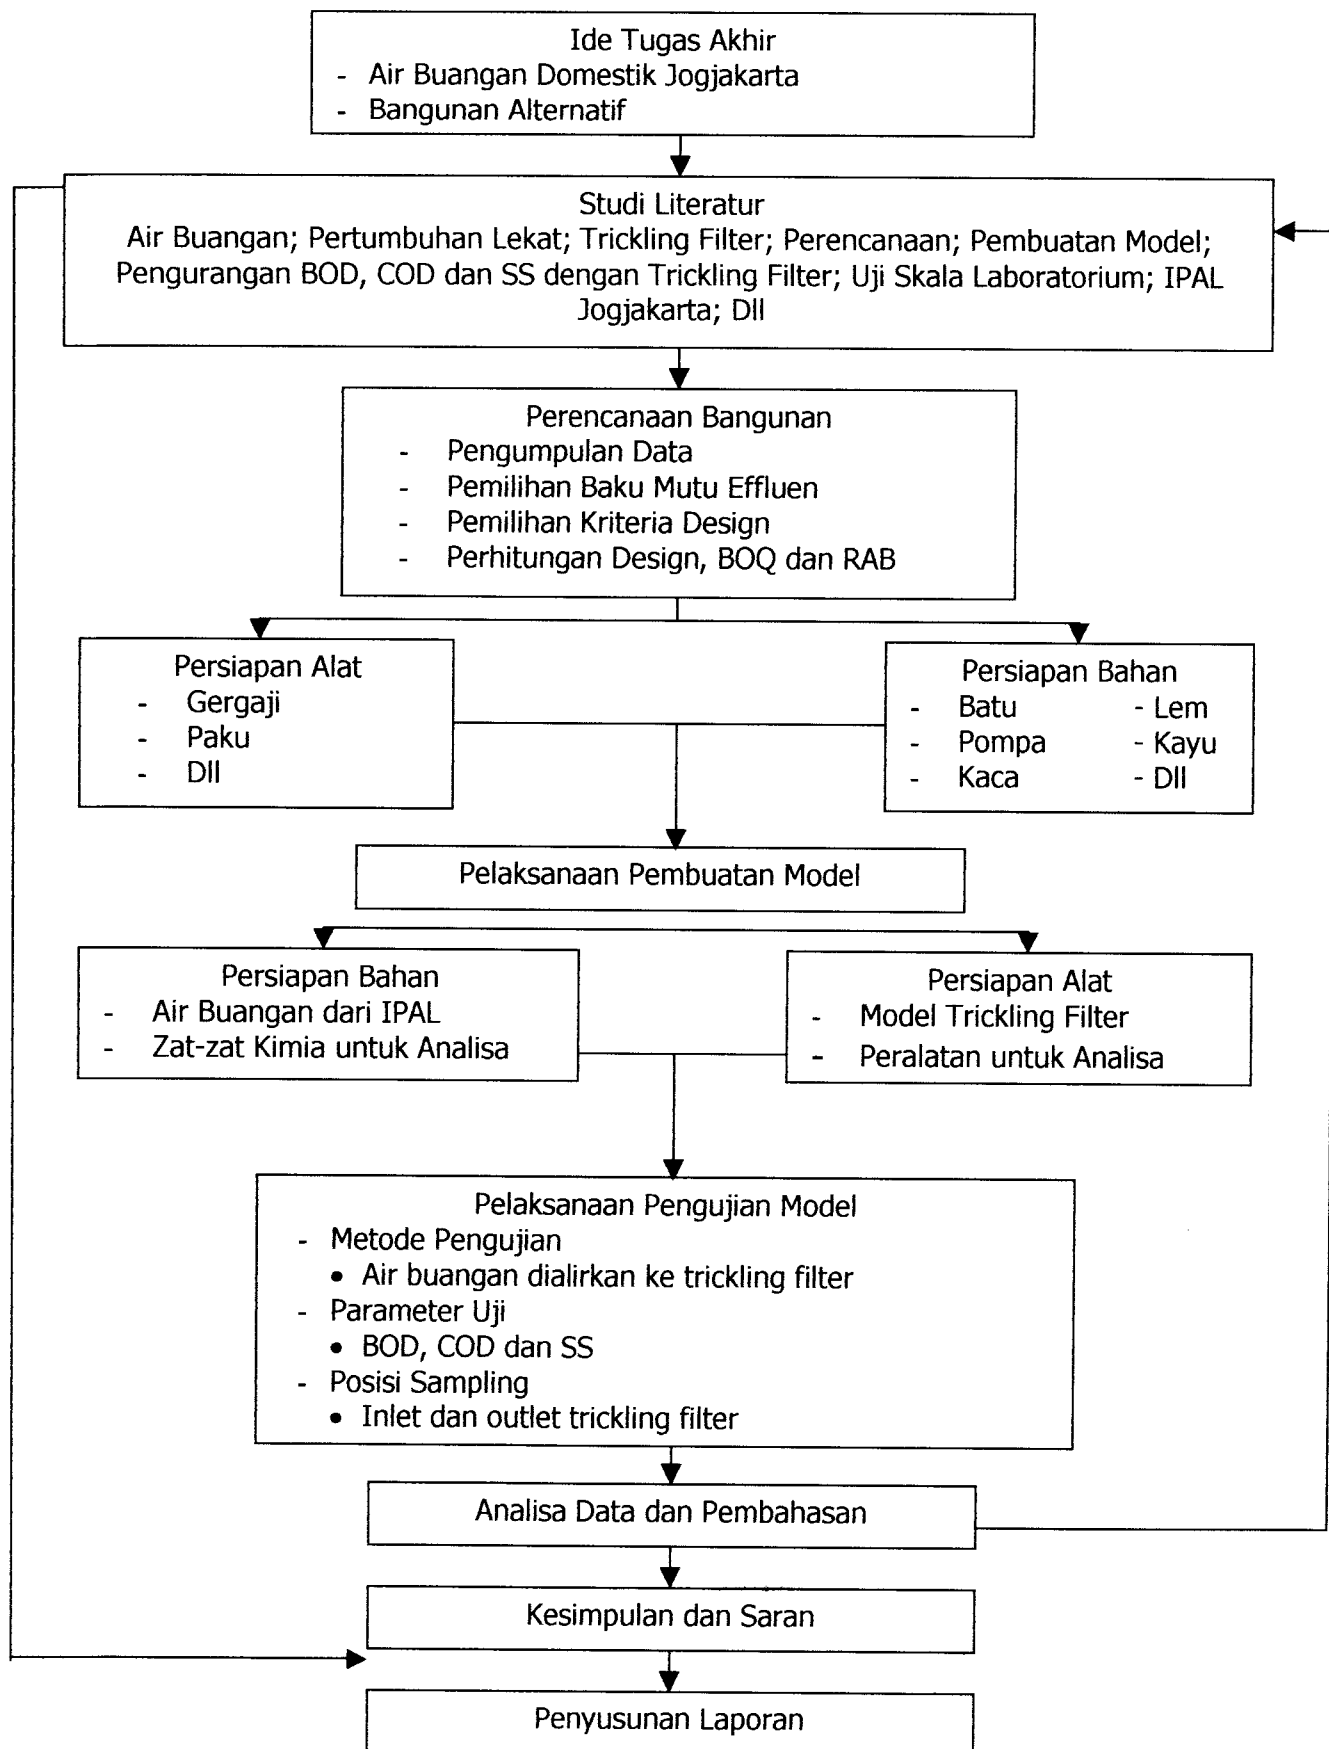 Ide Tugas Akhir
- Air Buangan Domestik Jogjakarta
- Bangunan Alternatif
Studi Literatur
Air Buangan; Pertumbuhan Lekat; Trickling Filter; Perencanaan; Pembuatan Model;
Pengurangan BOD, COD dan SS dengan Trickling Filter; Uji Skala Laboratorium; IPAL
Jogjakarta; Dll
Perencanaan Bangunan
- Pengumpulan Data
- Pemilihan Baku Mutu Effluen
- Pemilihan Kriteria Design
- Perhitungan Design, BOQ dan RAB
Persiapan Alat
- Gergaji
- Paku
- Dll
Persiapan Bahan
- Batu - Lem
- Pompa - Kayu
- Kaca - Dll
Pelaksanaan Pembuatan Model
Persiapan Bahan
- Air Buangan dari IPAL
- Zat-zat Kimia untuk Analisa
Persiapan Alat
- Model Trickling Filter
- Peralatan untuk Analisa
Pelaksanaan Pengujian Model
- Metode Pengujian
• Air buangan dialirkan ke trickling filter
- Parameter Uji
• BOD, COD dan SS
- Posisi Sampling
• Inlet dan outlet trickling filter
Analisa Data dan Pembahasan
Kesimpulan dan Saran
Penyusunan Laporan